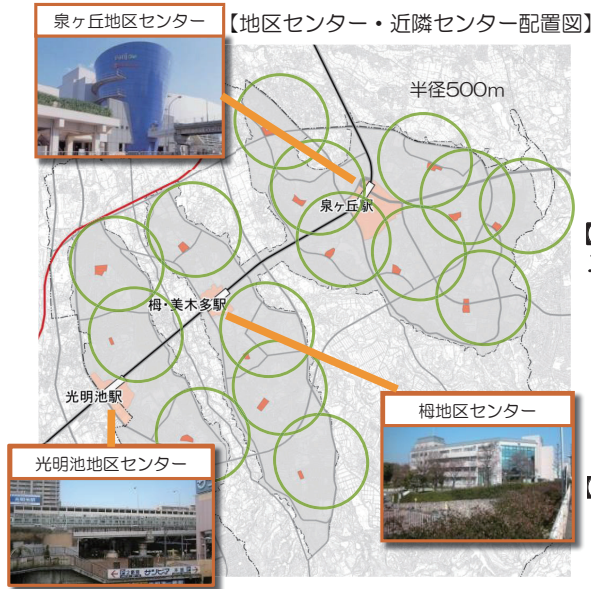 泉ヶ丘地区センター
【地区センター・近隣センター配置図】
半径500m
泉ヶ丘駅
栂・美木多駅
光明池駅
栂地区センター
光明池地区センター